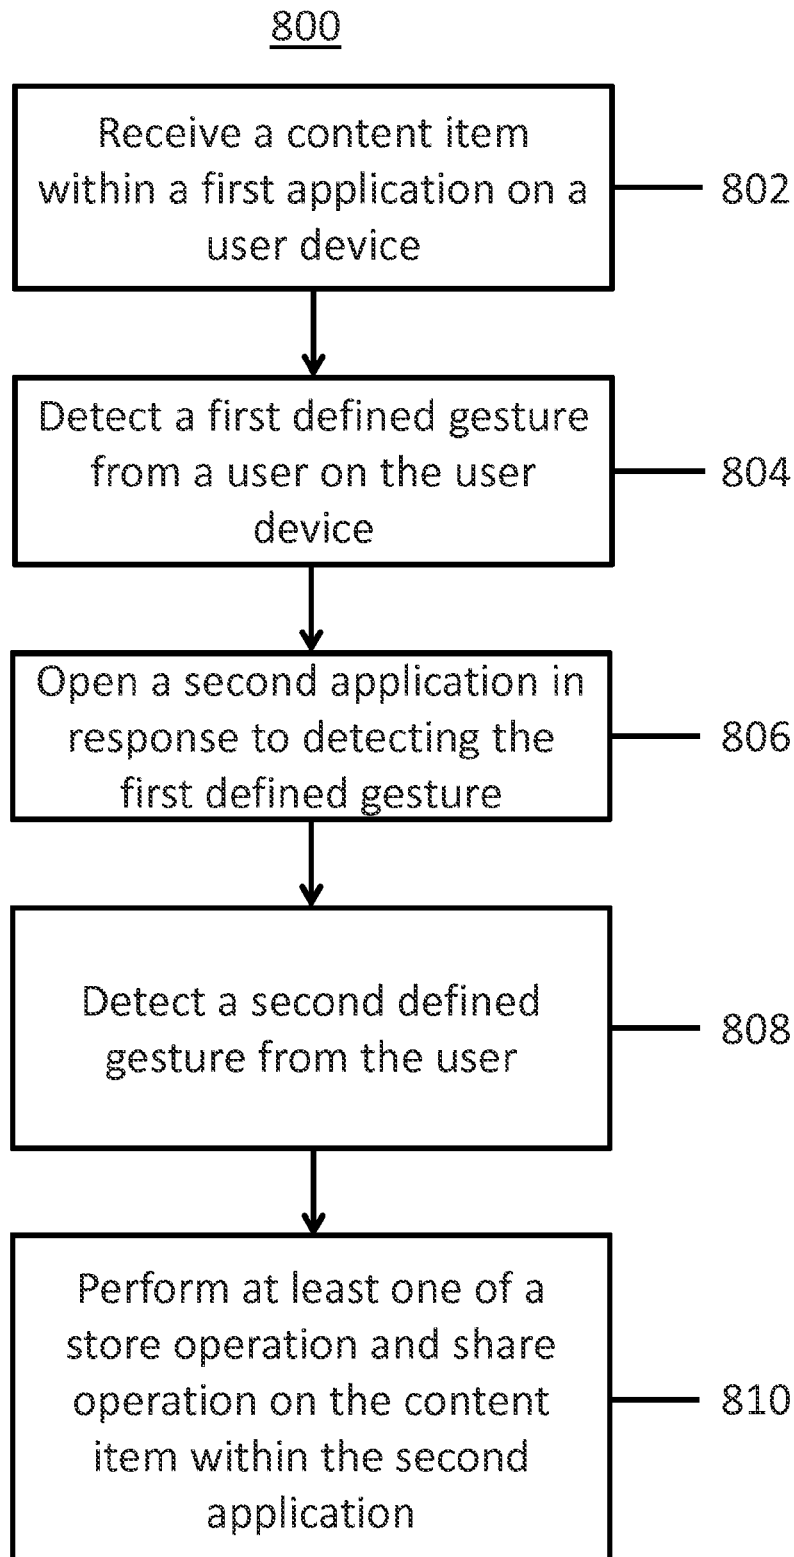 800
Receive a content item
within a first application on a
user device
802
Detect a first defined gesture
from a user on the user
device
804
Open a second application in
response to detecting the
first defined gesture
806
Detect a second defined
gesture from the user
808
Perform at least one of a
store operation and share
operation on the content
item within the second
application
810